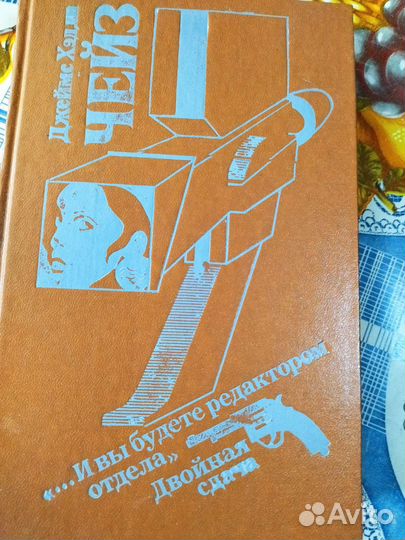 Джеймс Хэдли
ЧЕЙЗ
«...И вы будете редактором
отдела»
Двойная
сдача
Avito